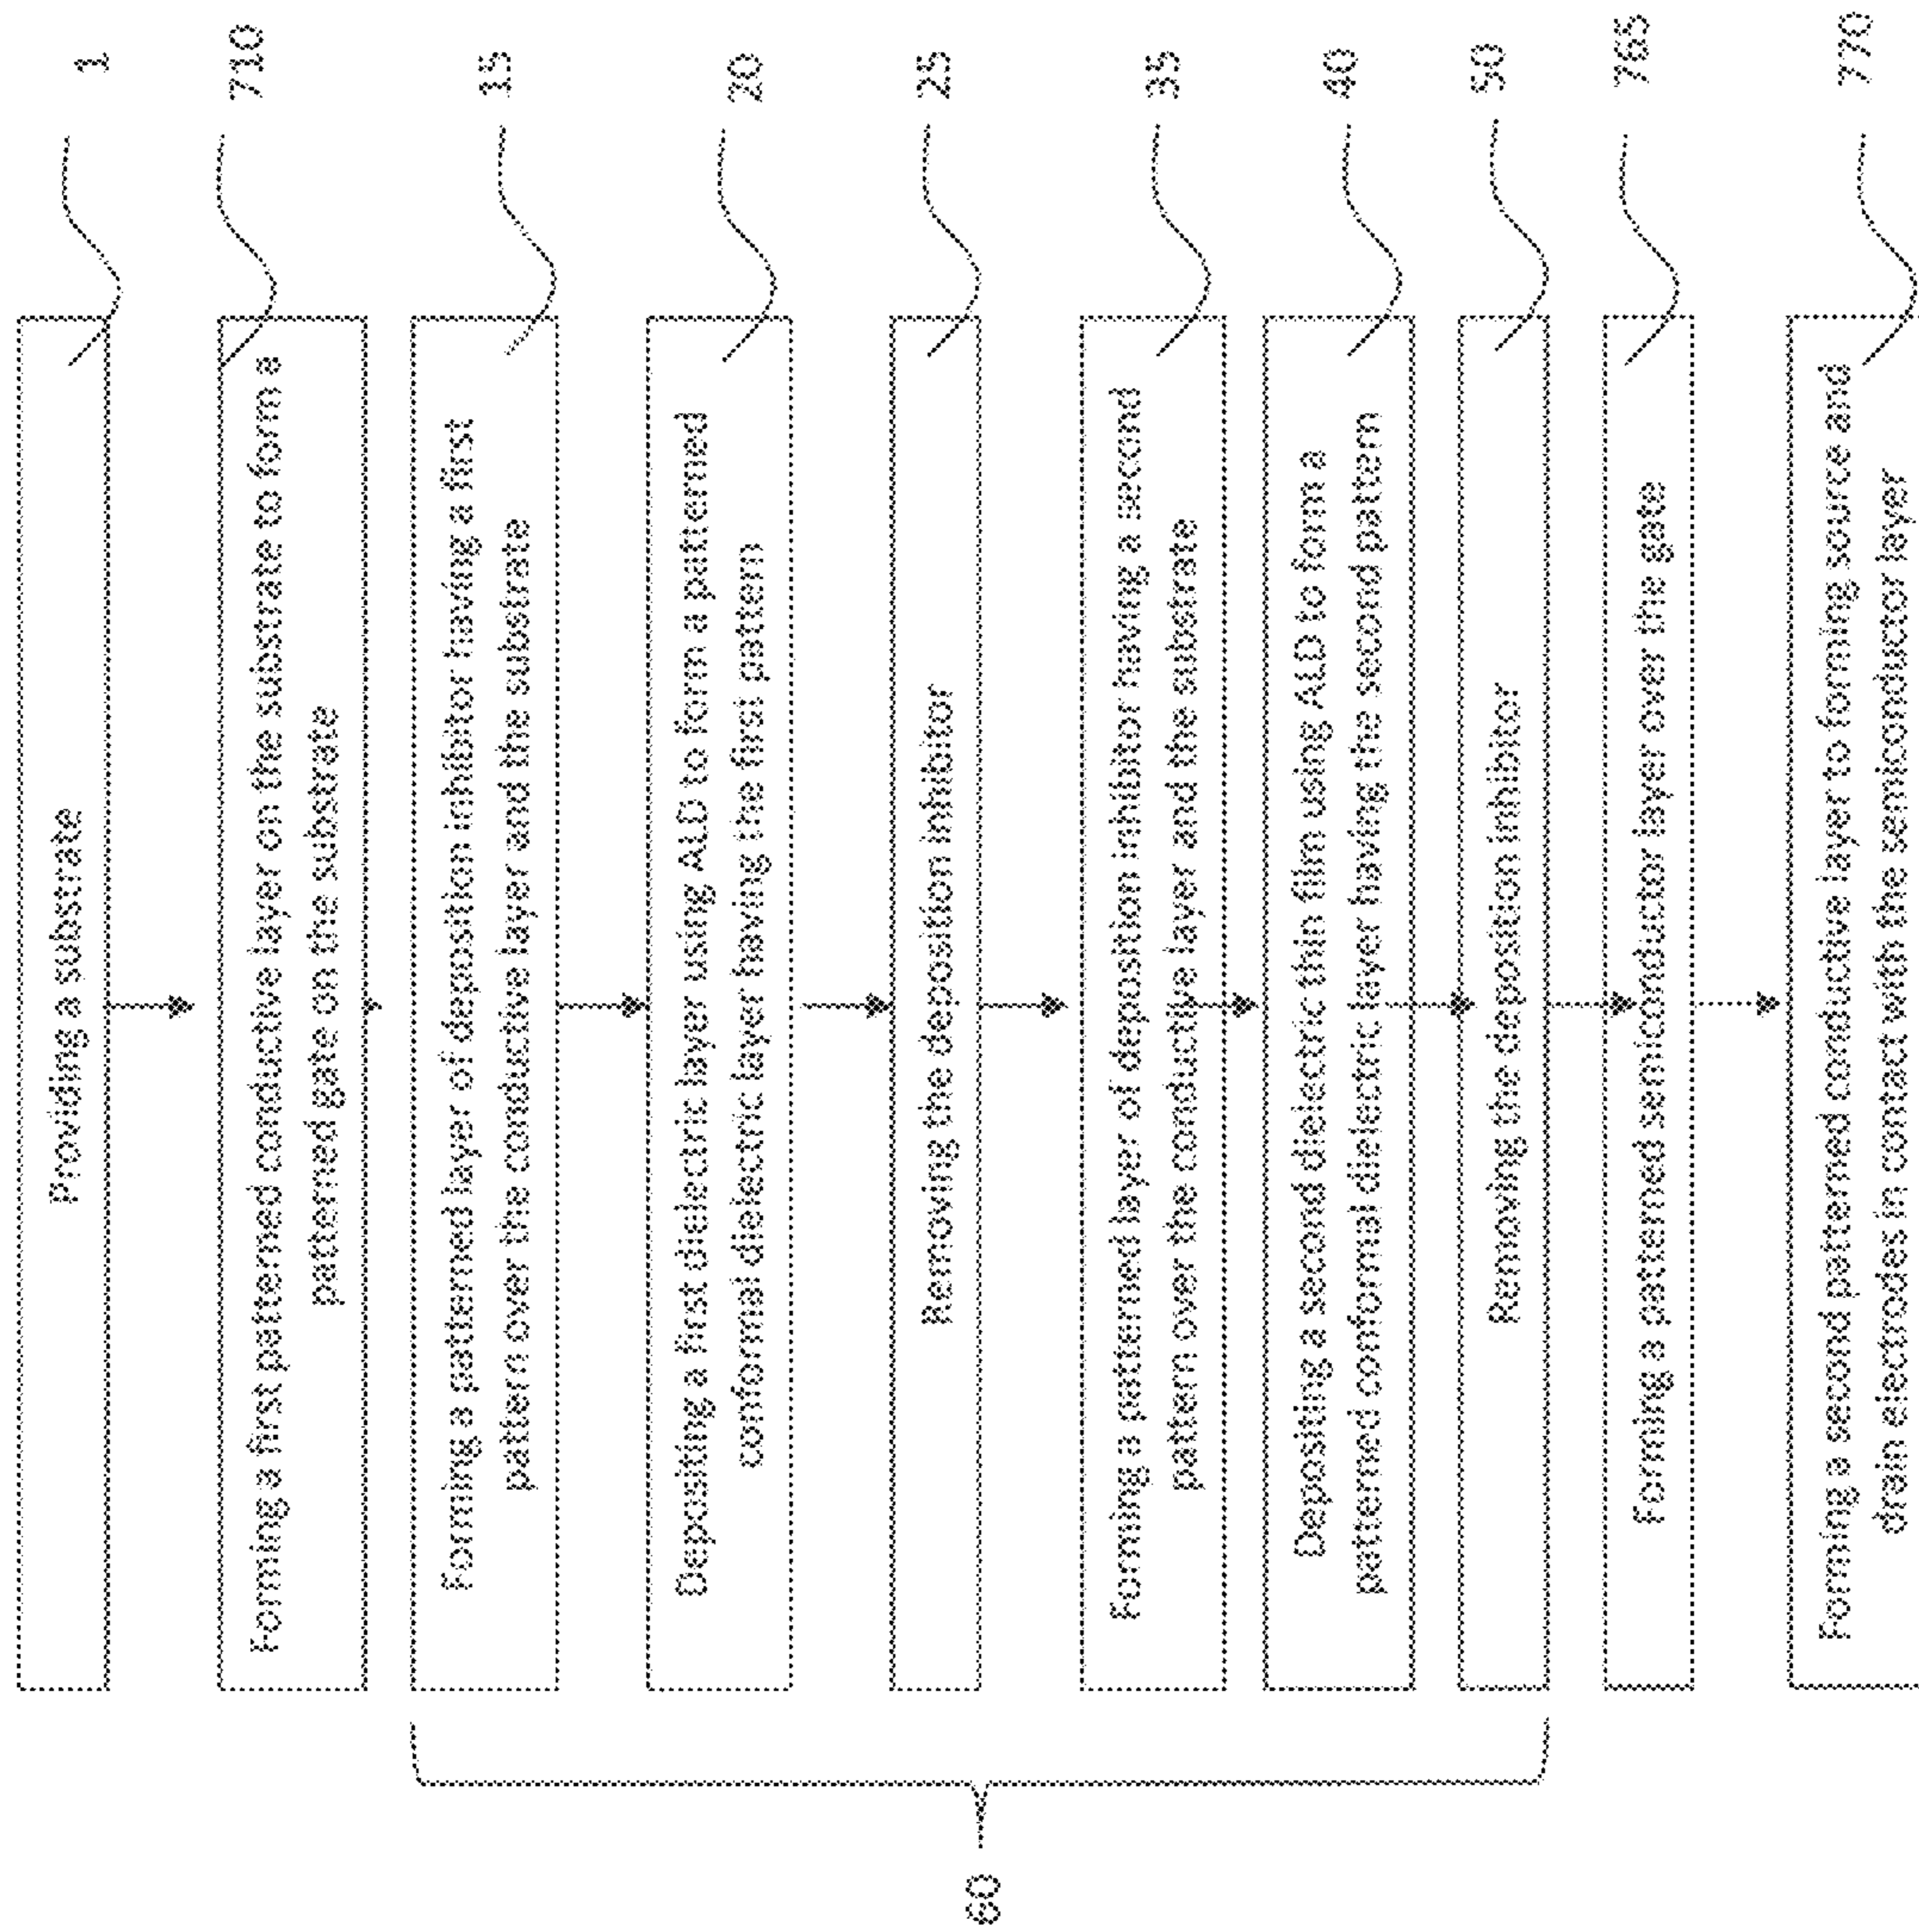 Providing a substrate
1
Forming a first patterned conductive layer on the substrate to form a
patterned gate on the substrate
710
Forming a patterned layer of deposition inhibitor having a first
pattern over the conductive layer and the substrate
15
Depositing a first dielectric layer using ALD to form a patterned
conformal dielectric layer having the first pattern
20
Removing the deposition inhibitor
25
Forming a patterned layer of deposition inhibitor having a second
pattern over the conductive layer and the substrate
35
Depositing a second dielectric thin film using ALD to form a
patterned conformal dielectric layer having the second pattern
40
Removing the deposition inhibitor
50
Forming a patterned semiconductor layer over the gate
765
Forming a second patterned conductive layer to forming source and
drain electrodes in contact with the semiconductor layer
770
60